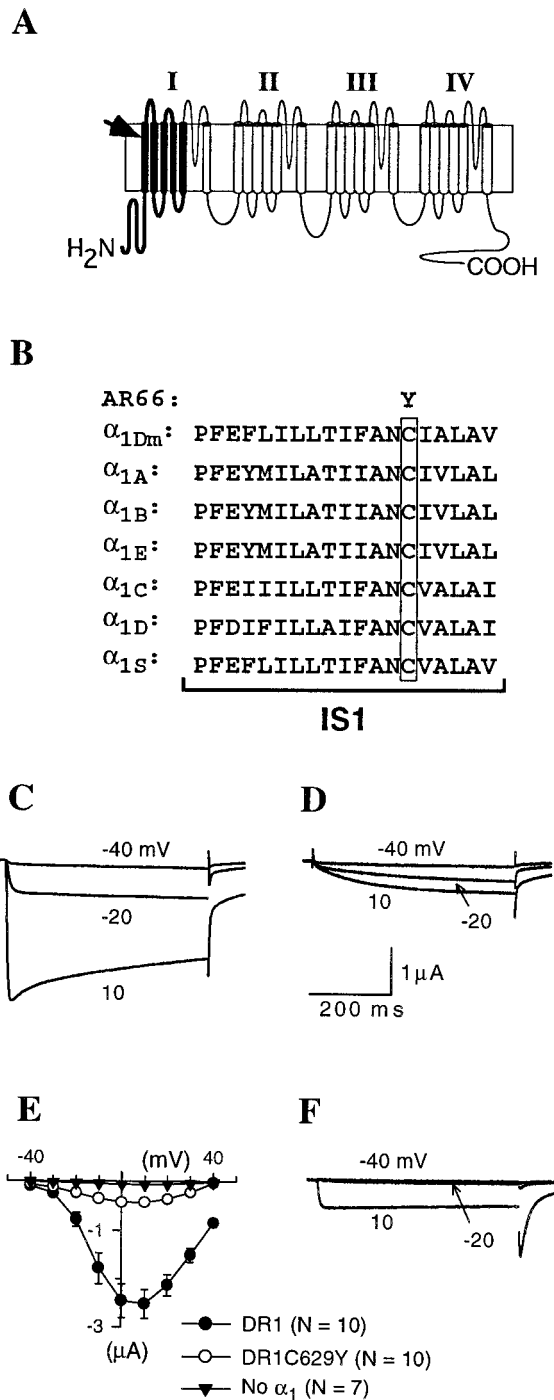 A
I II III IV
H2N
COOH
B
AR66: Y
α1Dm: PFEFLILLTIFANCIALAV
α1A: PFEYMILATIIANCIVLAL
α1B: PFEYMILATIIANCIVLAL
α1E: PFEYMILATIIANCIVLAL
α1C: PFEIIILLTIFANCVALAI
α1D: PFDIFILLAIFANCVALAI
α1S: PFEFLILLTIFANCVALAV
IS1
C
D
-40 mV
-20
10
-40 mV
10
-20
1 μA
200 ms
E
F
-40 (mV) 40
-1
-3
(μA)
-40 mV
10
-20
DR1 (N = 10)
DR1C629Y (N = 10)
No α1 (N = 7)